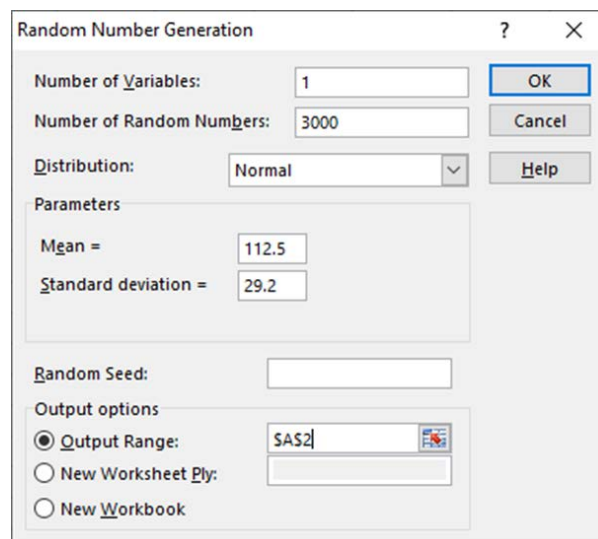 Random Number Generation ? X
Number of Variables: 1 OK
Number of Random Numbers: 3000 Cancel
Distribution: Normal Help
Parameters
Mean = 112.5
Standard deviation = 29.2
Random Seed:
Output options
Output Range: $A$2
New Worksheet Ply:
New Workbook